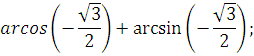 arcos(-√3/2) + arcsin(-√3/2);